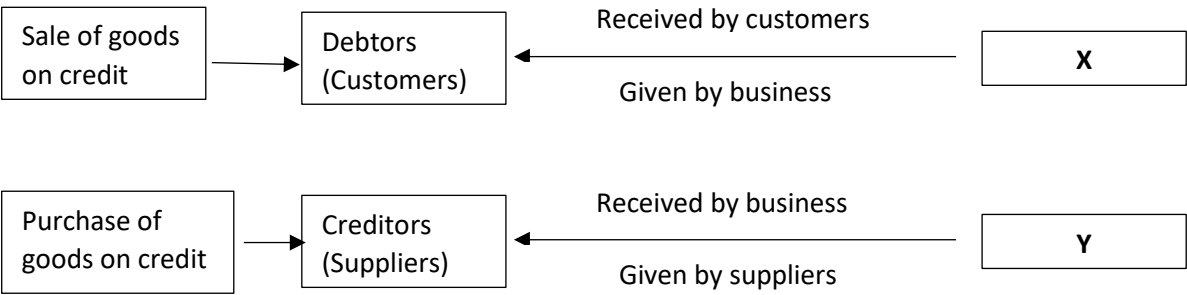 Sale of goods
on credit
Debtors
(Customers)
Received by customers
Given by business
X
Purchase of
goods on credit
Creditors
(Suppliers)
Received by business
Given by suppliers
Y